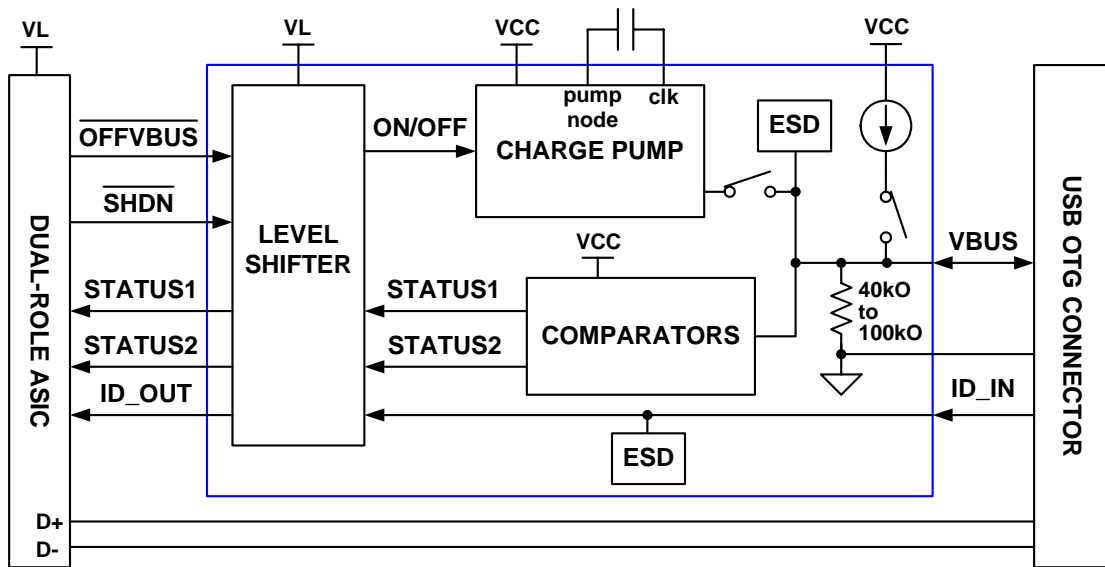 VL
VL
VCC
VCC
OFFVBUS
SHDN
STATUS1
STATUS2
ID_OUT
DUAL-ROLE ASIC
D+
D-
LEVEL
SHIFTER
ON/OFF
pump
node
clk
CHARGE PUMP
ESD
VCC
STATUS1
STATUS2
COMPARATORS
40kO
to
100kO
VBUS
ID_IN
ESD
USB OTG CONNECTOR